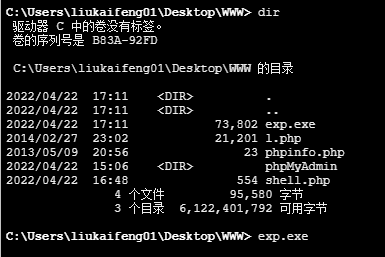 C:\Users\liukaifeng01\Desktop\WWW> dir
驱动器 C 中的卷没有标签。
卷的序列号是 B83A-92FD
C:\Users\liukaifeng01\Desktop\WWW 的目录
2022/04/22  17:11    <DIR>          .
2022/04/22  17:11    <DIR>          ..
2022/04/22  17:11            73,802 exp.exe
2014/02/27  23:02            21,201 l.php
2013/05/09  20:56                23 phpinfo.php
2022/04/22  15:06    <DIR>          phpMyAdmin
2022/04/22  16:48               554 shell.php
4 个文件         95,580 字节
3 个目录  6,122,401,792 可用字节
C:\Users\liukaifeng01\Desktop\WWW> exp.exe